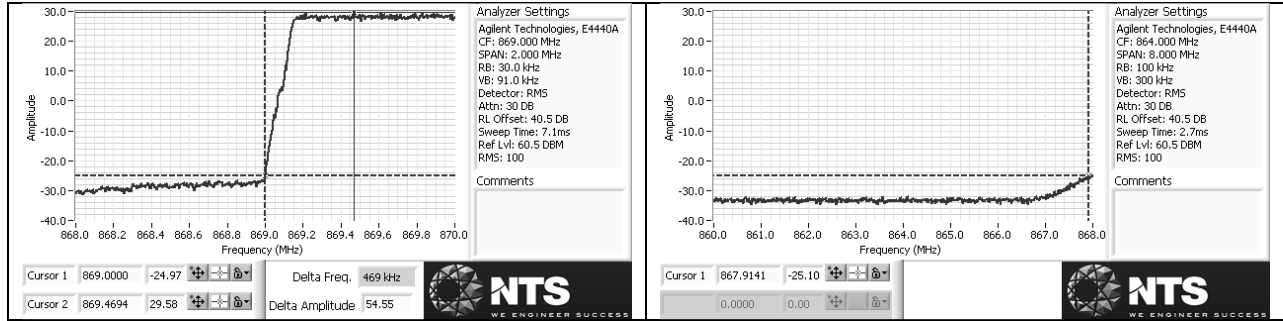 30.0
20.0
10.0
0.0
-10.0
-20.0
-30.0
-40.0
Amplitude
868.0 868.2 868.4 868.6 868.8 869.0 869.2 869.4 869.6 869.8 870.0
Frequency (MHz)
Analyzer Settings
Agilent Technologies, E4440A
CF: 869.000 MHz
SPAN: 2.000 MHz
RB: 30.0 kHz
VB: 91.0 kHz
Detector: RMS
Attn: 30 DB
RL Offset: 40.5 DB
Sweep Time: 7.1ms
Ref Lvl: 60.5 DBM
RMS: 100
Comments
Cursor 1 869.0000 -24.97
Cursor 2 869.4694 29.58
Delta Freq. 469 kHz
Delta Amplitude 54.55
NTS
WE ENGINEER SUCCESS
30.0
20.0
10.0
0.0
-10.0
-20.0
-30.0
-40.0
Amplitude
860.0 861.0 862.0 863.0 864.0 865.0 866.0 867.0 868.0
Frequency (MHz)
Analyzer Settings
Agilent Technologies, E4440A
CF: 864.000 MHz
SPAN: 8.000 MHz
RB: 100 kHz
VB: 300 kHz
Detector: RMS
Attn: 30 DB
RL Offset: 40.5 DB
Sweep Time: 2.7ms
Ref Lvl: 60.5 DBM
RMS: 100
Comments
Cursor 1 867.9141 -25.10
0.0000 0.00
NTS
WE ENGINEER SUCCESS